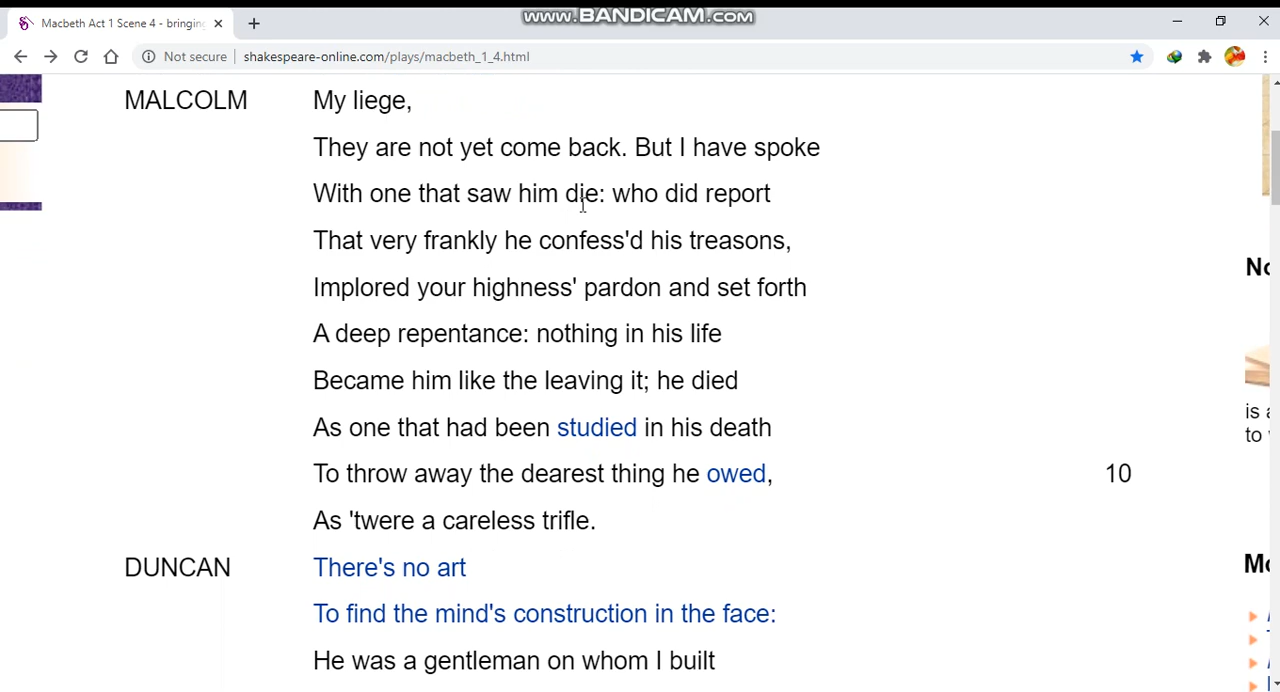 www.BANDICAM.com
Macbeth Act 1 Scene 4 - bringing
Not secure
shakespeare-online.com/plays/macbeth_1_4.html
MALCOLM
My liege,
They are not yet come back. But I have spoke
With one that saw him die: who did report
That very frankly he confess'd his treasons,
Implored your highness' pardon and set forth
A deep repentance: nothing in his life
Became him like the leaving it; he died
As one that had been studied in his death
To throw away the dearest thing he owed,
10
As 'twere a careless trifle.
DUNCAN
There's no art
To find the mind's construction in the face:
He was a gentleman on whom I built
is
to